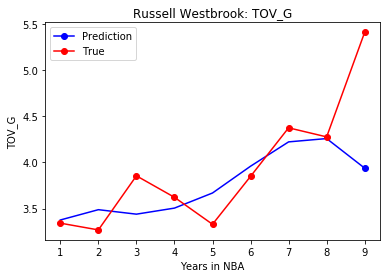 Russell Westbrook: TOV_G
Prediction
True
TOV_G
5.5
5.0
4.5
4.0
3.5
1 2 3 4 5 6 7 8 9
Years in NBA